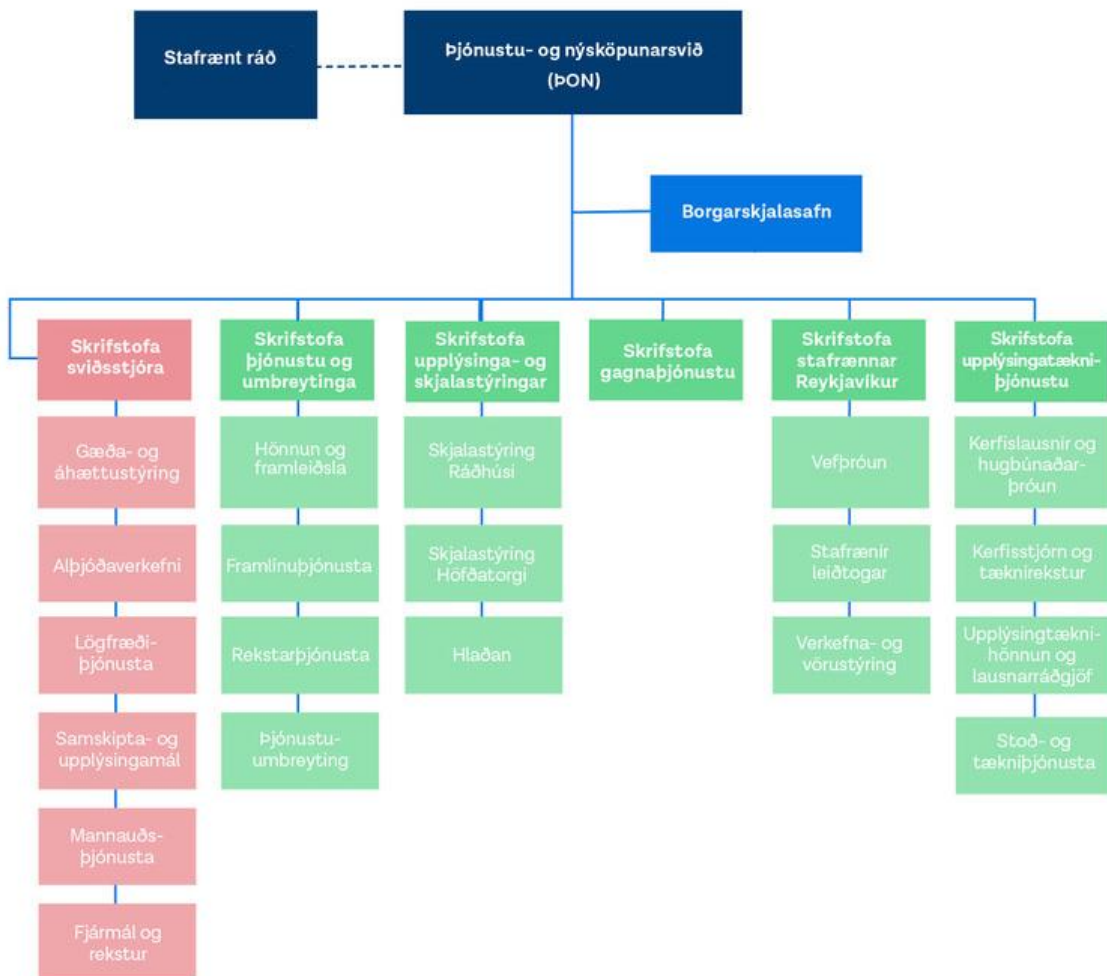 Stafrænt ráð
Þjónustu- og nýsköpunarsvið
(ÞON)
Borgarskjalasafn
Skrifstofa
sviðsstjóra
Gæða- og
áhættustýring
Alþjóðaverkefni
Lögfræði-
þjónusta
Samskipta- og
upplýsingamál
Mannauðs-
þjónusta
Fjármál og
rekstur
Skrifstofa
þjónustu og
umbreytinga
Hönnun og
framleiðsla
Framlínuþjónusta
Rekstarþjónusta
Þjónustu-
umbreyting
Skrifstofa
upplýsinga- og
skjalastýringar
Skjalastýring
Ráðhúsi
Skjalastýring
Höfðatorgi
Hlaðan
Skrifstofa
gagnaþjónustu
Skrifstofa
stafrænnar
Reykjavíkur
Vefþróun
Stafrænir
leiðtogar
Verkefna- og
vörustýring
Skrifstofa
upplýsingatækni-
þjónustu
Kerfislausnir og
hugbúnaðar-
þróun
Kerfisstjórn og
tæknirekstur
Upplýsingtækni-
hönnun og
lausnarráðgjöf
Stoð- og
tækniþjónusta